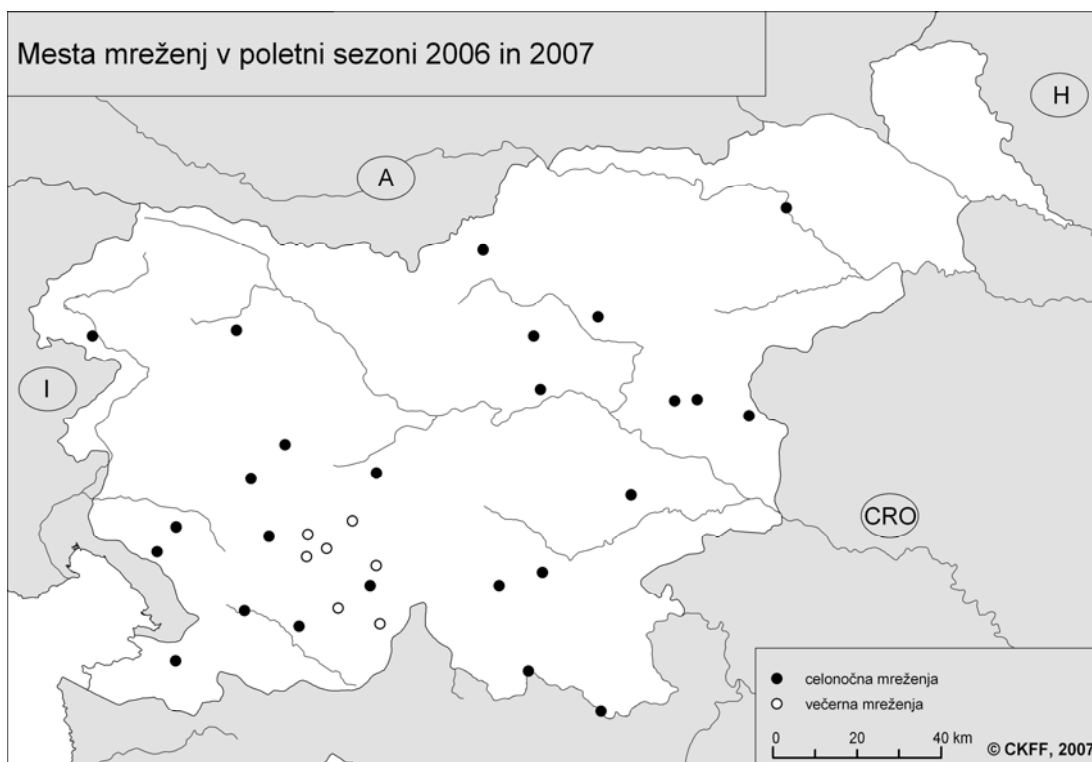 Mesta mreženj v poletni sezoni 2006 in 2007
H
A
I
CRO
celonočna mreženja
večerna mreženja
0 20 40 km
© CKFF, 2007